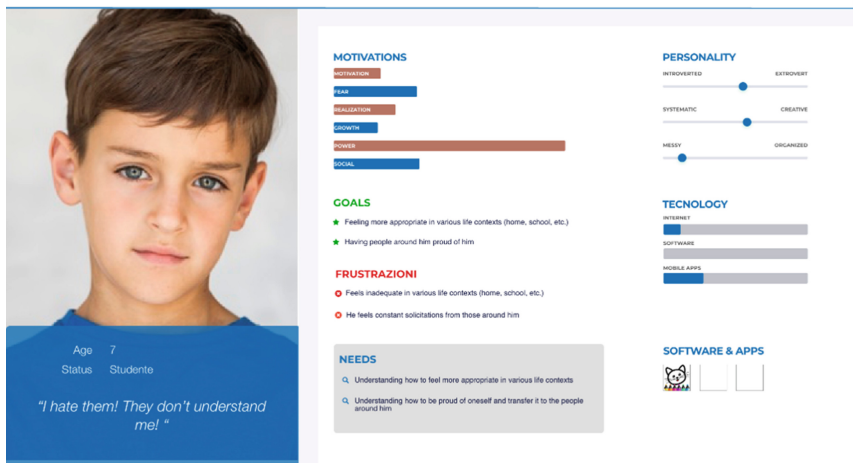 Age 7
Status Studente
“I hate them! They don’t understand
me! “
MOTIVATIONS
MOTIVATION
FEAR
REALIZATION
GROWTH
POWER
SOCIAL
GOALS
Feeling more appropriate in various life contexts (home, school, etc.)
Having people around him proud of him
FRUSTRAZIONI
Feels inadequate in various life contexts (home, school, etc.)
He feels constant solicitations from those around him
NEEDS
Understanding how to feel more appropriate in various life contexts
Understanding how to be proud of oneself and transfer it to the people
around him
PERSONALITY
INTROVERTED EXTROVERT
SYSTEMATIC CREATIVE
MESSY ORGANIZED
TECNOLOGY
INTERNET
SOFTWARE
MOBILE APPS
SOFTWARE & APPS